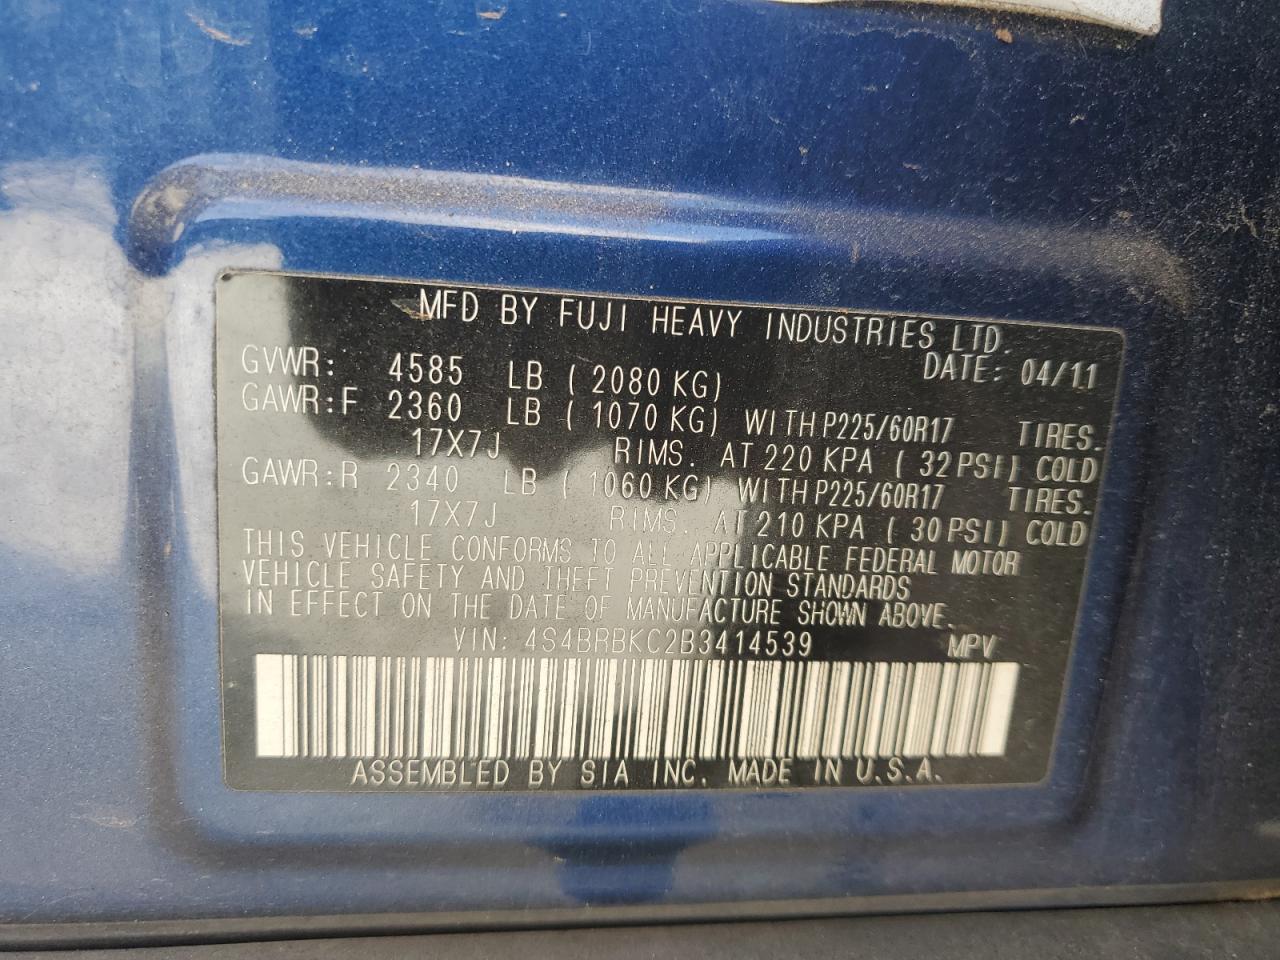 MFD BY FUJI HEAVY INDUSTRIES LTD.
GVWR: 4585 LB ( 2080 KG) DATE: 04/11
GAWR:F 2360 LB ( 1070 KG) WITH P225/60R17 TIRES.
17X7J RIMS. AT 220 KPA ( 32 PSI) COLD
GAWR:R 2340 LB ( 1060 KG) WITH P225/60R17 TIRES.
17X7J RIMS. AT 210 KPA ( 30 PSI) COLD
THIS VEHICLE CONFORMS TO ALL APPLICABLE FEDERAL MOTOR
VEHICLE SAFETY AND THEFT PREVENTION STANDARDS
IN EFFECT ON THE DATE OF MANUFACTURE SHOWN ABOVE.
VIN: 4S4BRBKC2B3414539 MPV
ASSEMBLED BY SIA INC. MADE IN U.S.A.